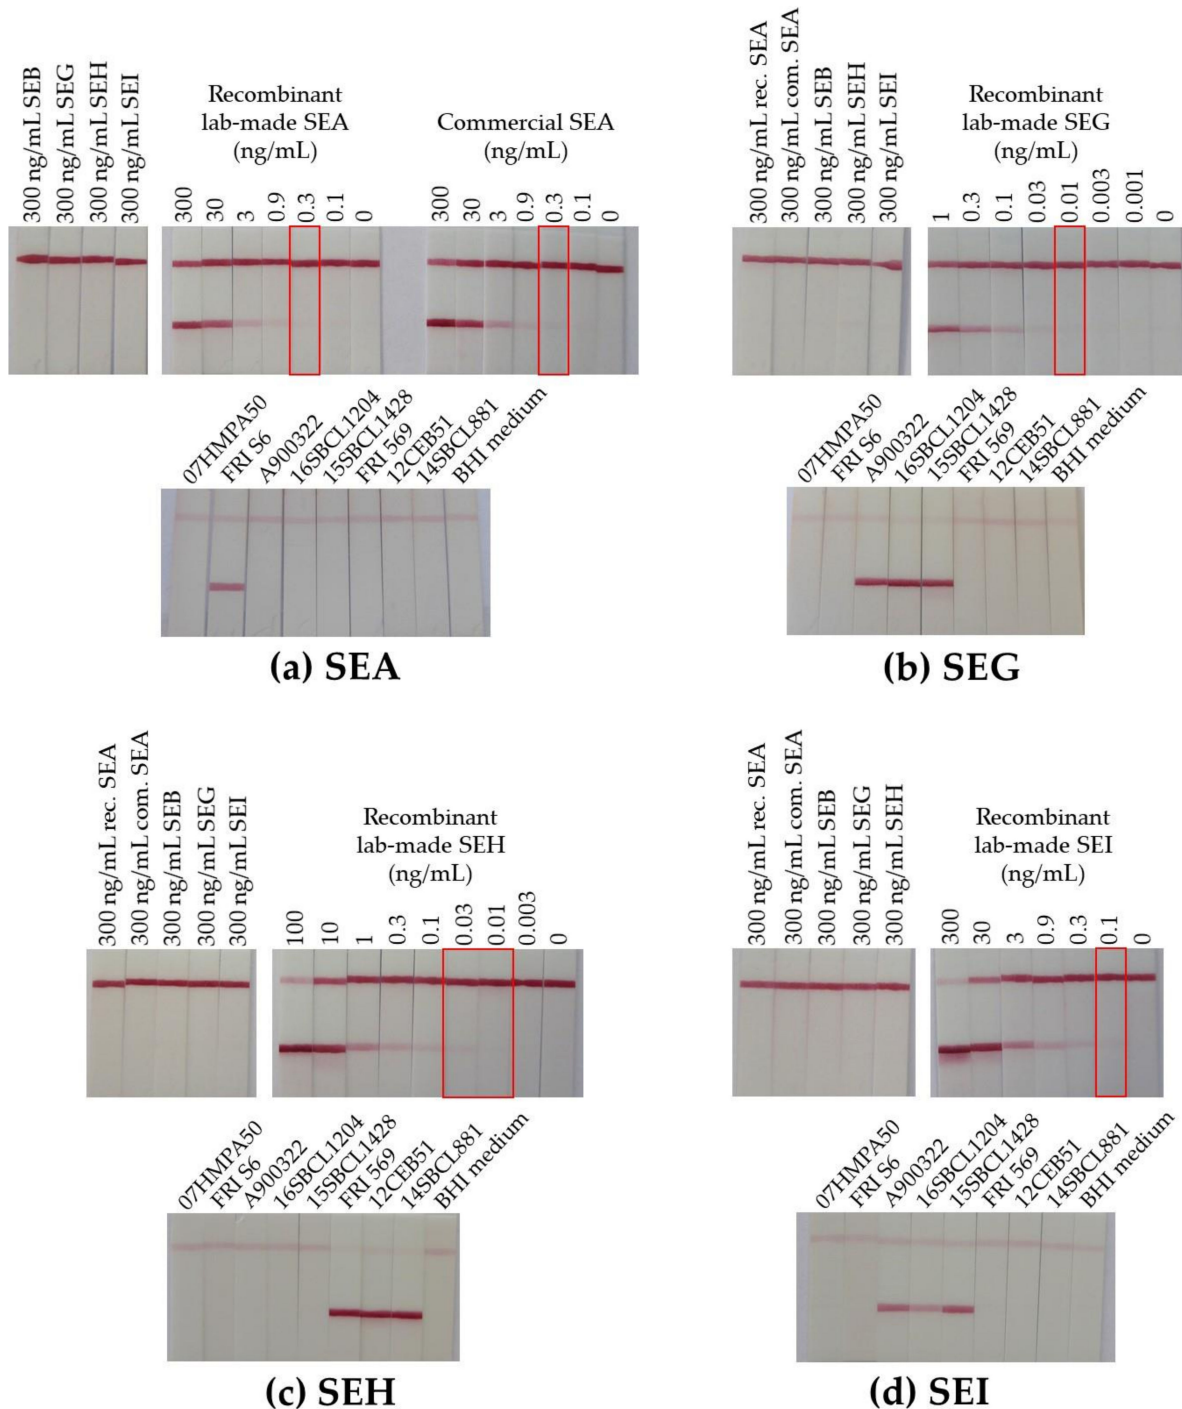 300 ng/mL SEB
300 ng/mL SEG
300 ng/mL SEH
300 ng/mL SEI
Recombinant
lab-made SEA
(ng/mL)
300
30
3
0.9
0.3
0.1
0
Commercial SEA
(ng/mL)
300
30
3
0.9
0.3
0.1
0
07HMPA50
FRI S6
A900322
16SBCL1204
15SBCL1428
FRI 569
12CEB51
14SBCL881
BHI medium
(a) SEA
300 ng/mL rec. SEA
300 ng/mL com. SEA
300 ng/mL SEB
300 ng/mL SEH
300 ng/mL SEI
Recombinant
lab-made SEG
(ng/mL)
1
0.3
0.1
0.03
0.01
0.003
0.001
0
07HMPA50
FRI S6
A900322
16SBCL1204
15SBCL1428
FRI 569
12CEB51
14SBCL881
BHI medium
(b) SEG
300 ng/mL rec. SEA
300 ng/mL com. SEA
300 ng/mL SEB
300 ng/mL SEG
300 ng/mL SEI
Recombinant
lab-made SEH
(ng/mL)
100
10
1
0.3
0.1
0.03
0.01
0.003
0
07HMPA50
FRI S6
A900322
16SBCL1204
15SBCL1428
FRI 569
12CEB51
14SBCL881
BHI medium
(c) SEH
300 ng/mL rec. SEA
300 ng/mL com. SEA
300 ng/mL SEB
300 ng/mL SEG
300 ng/mL SEH
Recombinant
lab-made SEI
(ng/mL)
300
30
3
0.9
0.3
0.1
0
07HMPA50
FRI S6
A900322
16SBCL1204
15SBCL1428
FRI 569
12CEB51
14SBCL881
BHI medium
(d) SEI